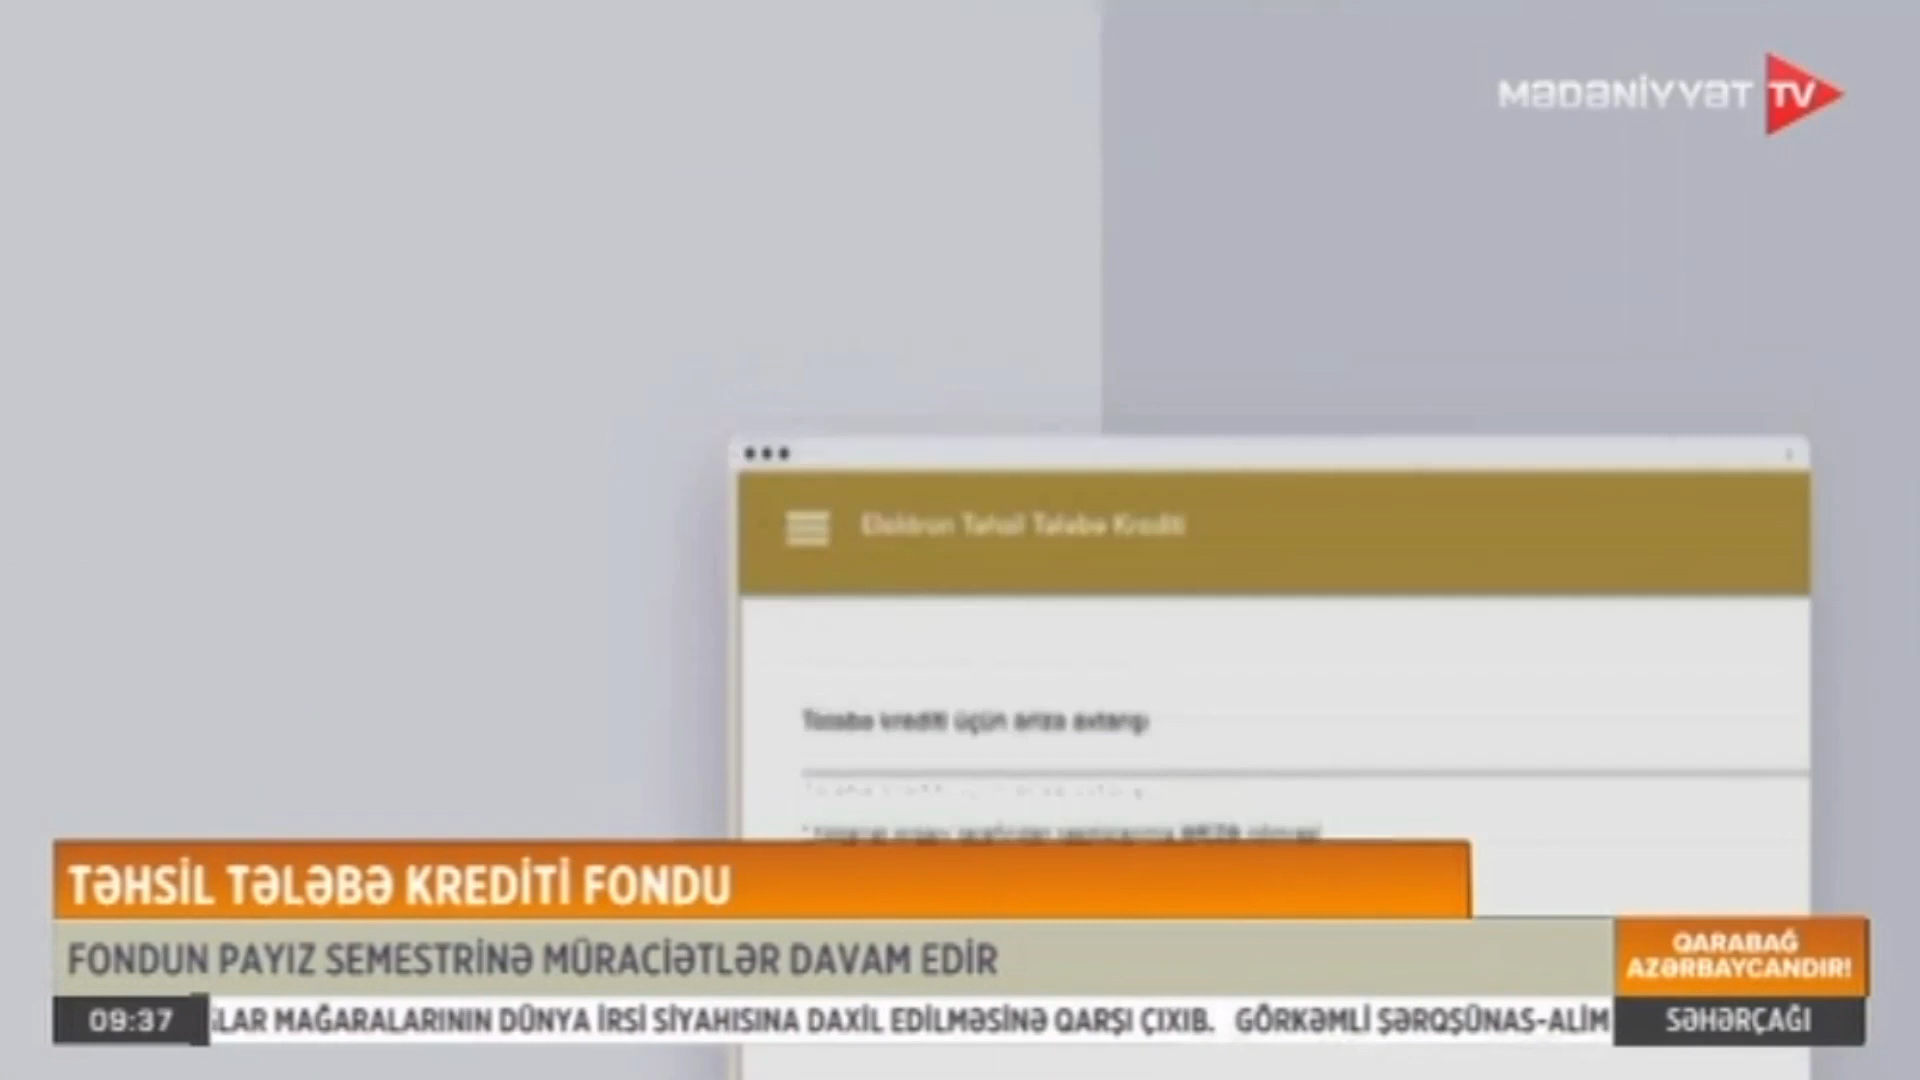 MƏDƏNİYYƏT TV
Elektron Təhsil Tələbə Krediti
Tələbə krediti üçün ərizə axtarışı
TƏHSİL TƏLƏBƏ KREDİTİ FONDU
FONDUN PAYIZ SEMESTRİNƏ MÜRACİƏTLƏR DAVAM EDİR
QARABAĞ
AZƏRBAYCANDIR!
09:37
LAR MAĞARALARININ DÜNYA İRSİ SİYAHISINA DAXİL EDİLMƏSİNƏ QARŞI ÇIXIB. GÖRKƏMLİ ŞƏRQŞÜNAS-ALİM
SƏHƏRÇAĞI